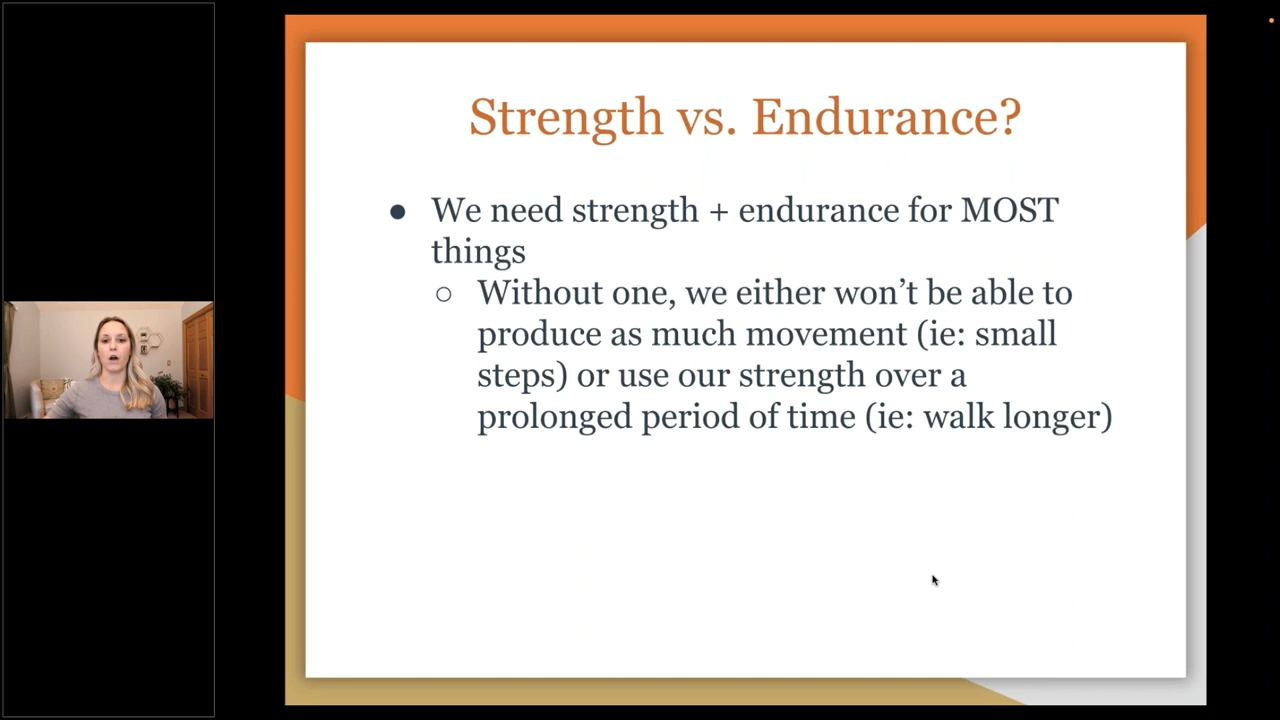 Strength vs. Endurance?
● We need strength + endurance for MOST
things
○ Without one, we either won’t be able to
produce as much movement (ie: small
steps) or use our strength over a
prolonged period of time (ie: walk longer)